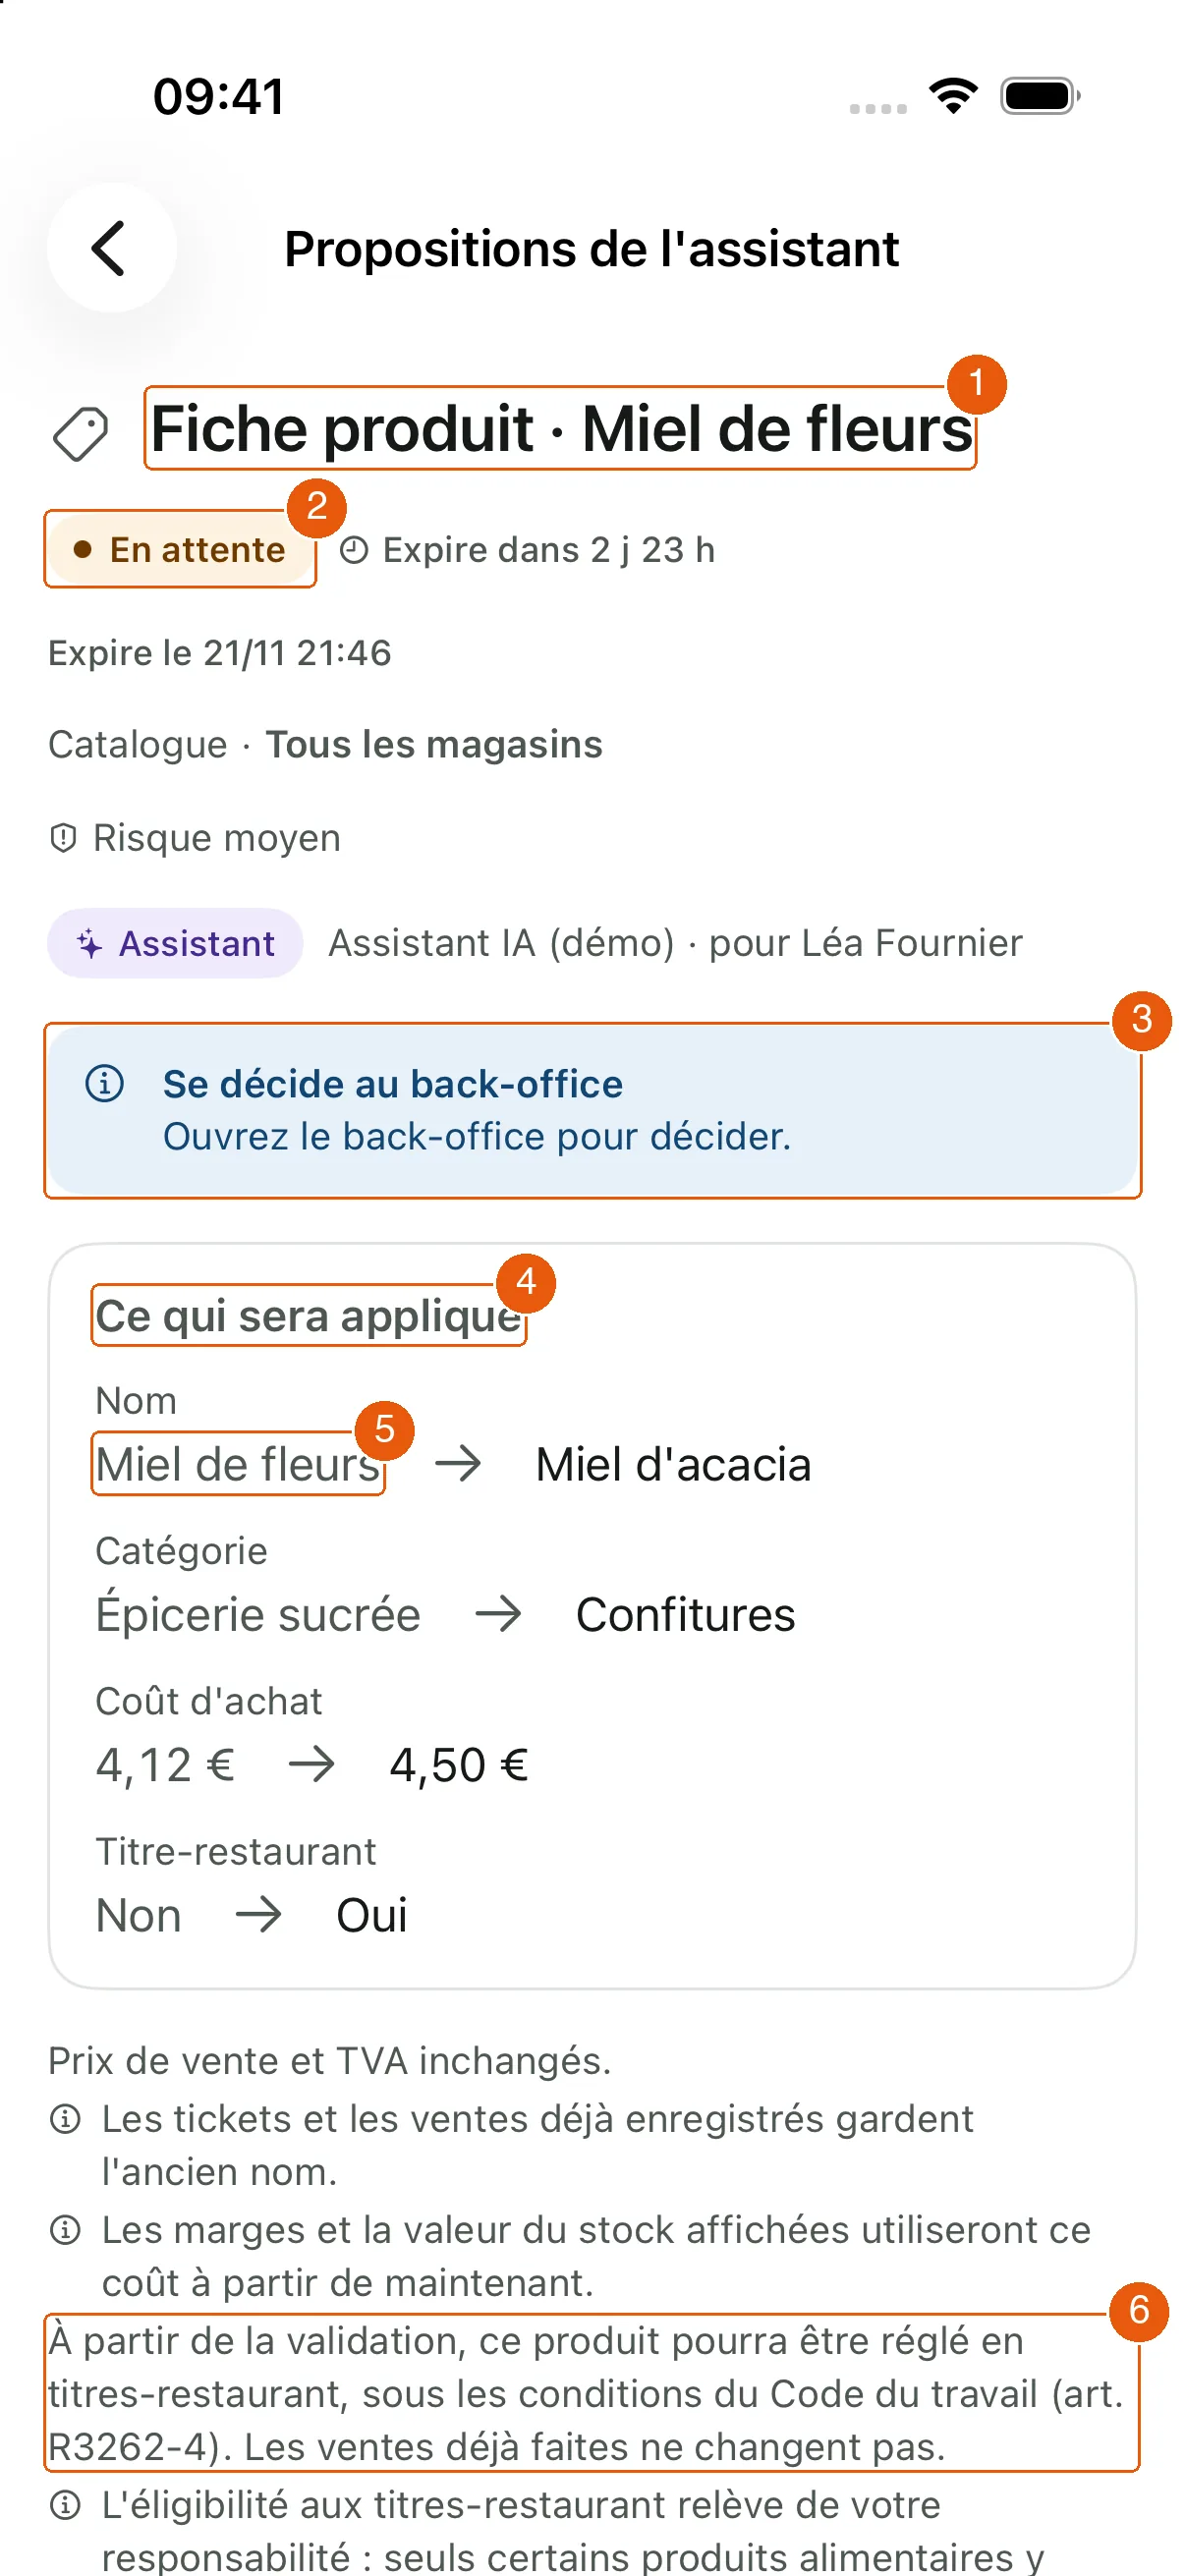 09:41
Propositions de l'assistant
1
Fiche produit · Miel de fleurs
2
En attente
Expire dans 2 j 23 h
Expire le 21/11 21:46
Catalogue · Tous les magasins
Risque moyen
Assistant
Assistant IA (démo) · pour Léa Fournier
3
Se décide au back-office
Ouvrez le back-office pour décider.
4
Ce qui sera appliqué
Nom
5
Miel de fleurs → Miel d'acacia
Catégorie
Épicerie sucrée → Confitures
Coût d'achat
4,12 € → 4,50 €
Titre-restaurant
Non → Oui
Prix de vente et TVA inchangés.
Les tickets et les ventes déjà enregistrés gardent
l'ancien nom.
Les marges et la valeur du stock affichées utiliseront ce
coût à partir de maintenant.
6
À partir de la validation, ce produit pourra être réglé en
titres-restaurant, sous les conditions du Code du travail (art.
R3262-4). Les ventes déjà faites ne changent pas.
L'éligibilité aux titres-restaurant relève de votre
responsabilité : seuls certains produits alimentaires y